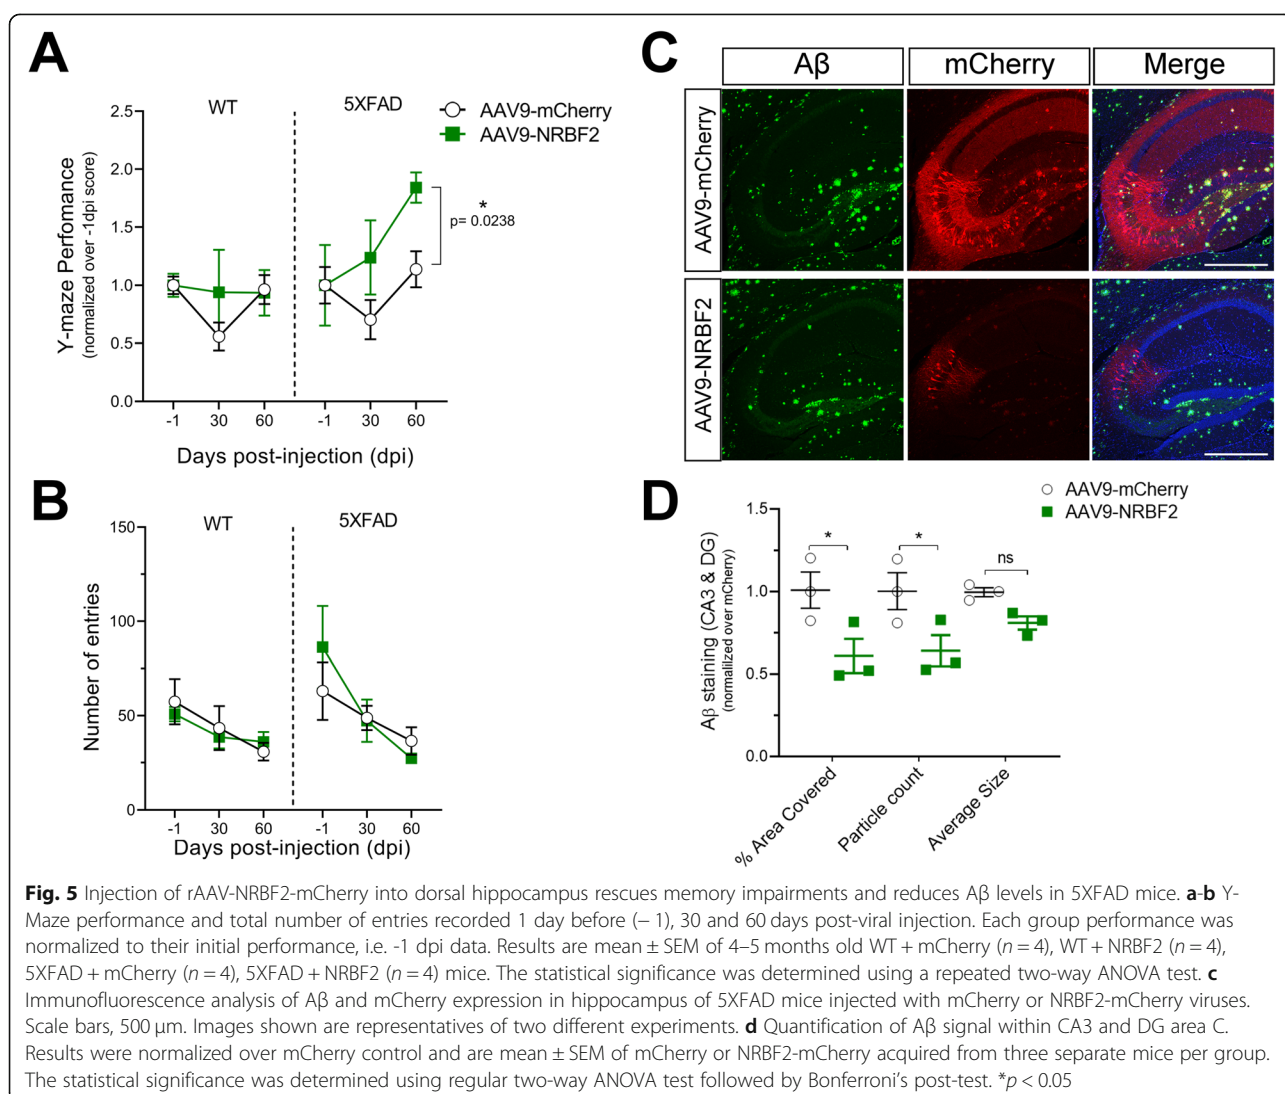 A
WT
5XFAD
AAV9-mCherry
AAV9-NRBF2
2.5
2.0
1.5
1.0
0.5
0.0
Y-maze Perfomance
(normalized over -1dpi score)
*
p= 0.0238
-1 30 60 -1 30 60
Days post-injection (dpi)
B
WT
5XFAD
150
100
50
0
Number of entries
-1 30 60 -1 30 60
Days post-injection (dpi)
C
Aβ mCherry Merge
AAV9-mCherry
AAV9-NRBF2
D
AAV9-mCherry
AAV9-NRBF2
1.5
1.0
0.5
0.0
Aβ staining (CA3 & DG)
(normalilzed over mCherry)
* * ns
% Area Covered
Particle count
Average Size
Fig. 5 Injection of rAAV-NRBF2-mCherry into dorsal hippocampus rescues memory impairments and reduces Aβ levels in 5XFAD mice. a-b Y-
Maze performance and total number of entries recorded 1 day before (− 1), 30 and 60 days post-viral injection. Each group performance was
normalized to their initial performance, i.e. -1 dpi data. Results are mean ± SEM of 4–5 months old WT + mCherry (n = 4), WT + NRBF2 (n = 4),
5XFAD + mCherry (n = 4), 5XFAD + NRBF2 (n = 4) mice. The statistical significance was determined using a repeated two-way ANOVA test. c
Immunofluorescence analysis of Aβ and mCherry expression in hippocampus of 5XFAD mice injected with mCherry or NRBF2-mCherry viruses.
Scale bars, 500 μm. Images shown are representatives of two different experiments. d Quantification of Aβ signal within CA3 and DG area C.
Results were normalized over mCherry control and are mean ± SEM of mCherry or NRBF2-mCherry acquired from three separate mice per group.
The statistical significance was determined using regular two-way ANOVA test followed by Bonferroni’s post-test. *p < 0.05